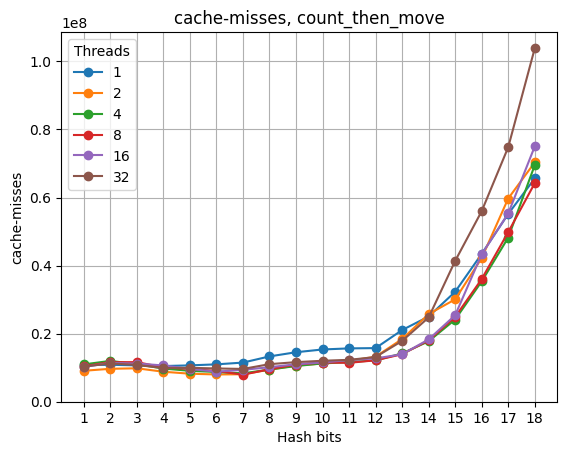 cache-misses, count_then_move
1e8
Threads
1
2
4
8
16
32
1.0
0.8
0.6
0.4
0.2
0.0
cache-misses
1 2 3 4 5 6 7 8 9 10 11 12 13 14 15 16 17 18
Hash bits